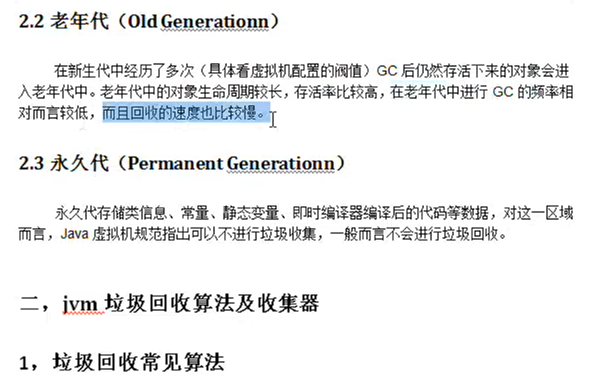 2.2 老年代（Old Generationn）
在新生代中经历了多次（具体看虚拟机配置的阀值）GC 后仍然存活下来的对象会进
入老年代中。老年代中的对象生命周期较长，存活率比较高，在老年代中进行 GC 的频率相
对而言较低，而且回收的速度也比较慢。
2.3 永久代（Permanent Generationn）
永久代存储类信息、常量、静态变量、即时编译器编译后的代码等数据，对这一区域
而言，Java 虚拟机规范指出可以不进行垃圾收集，一般而言不会进行垃圾回收。
二，jvm 垃圾回收算法及收集器
1，垃圾回收常见算法